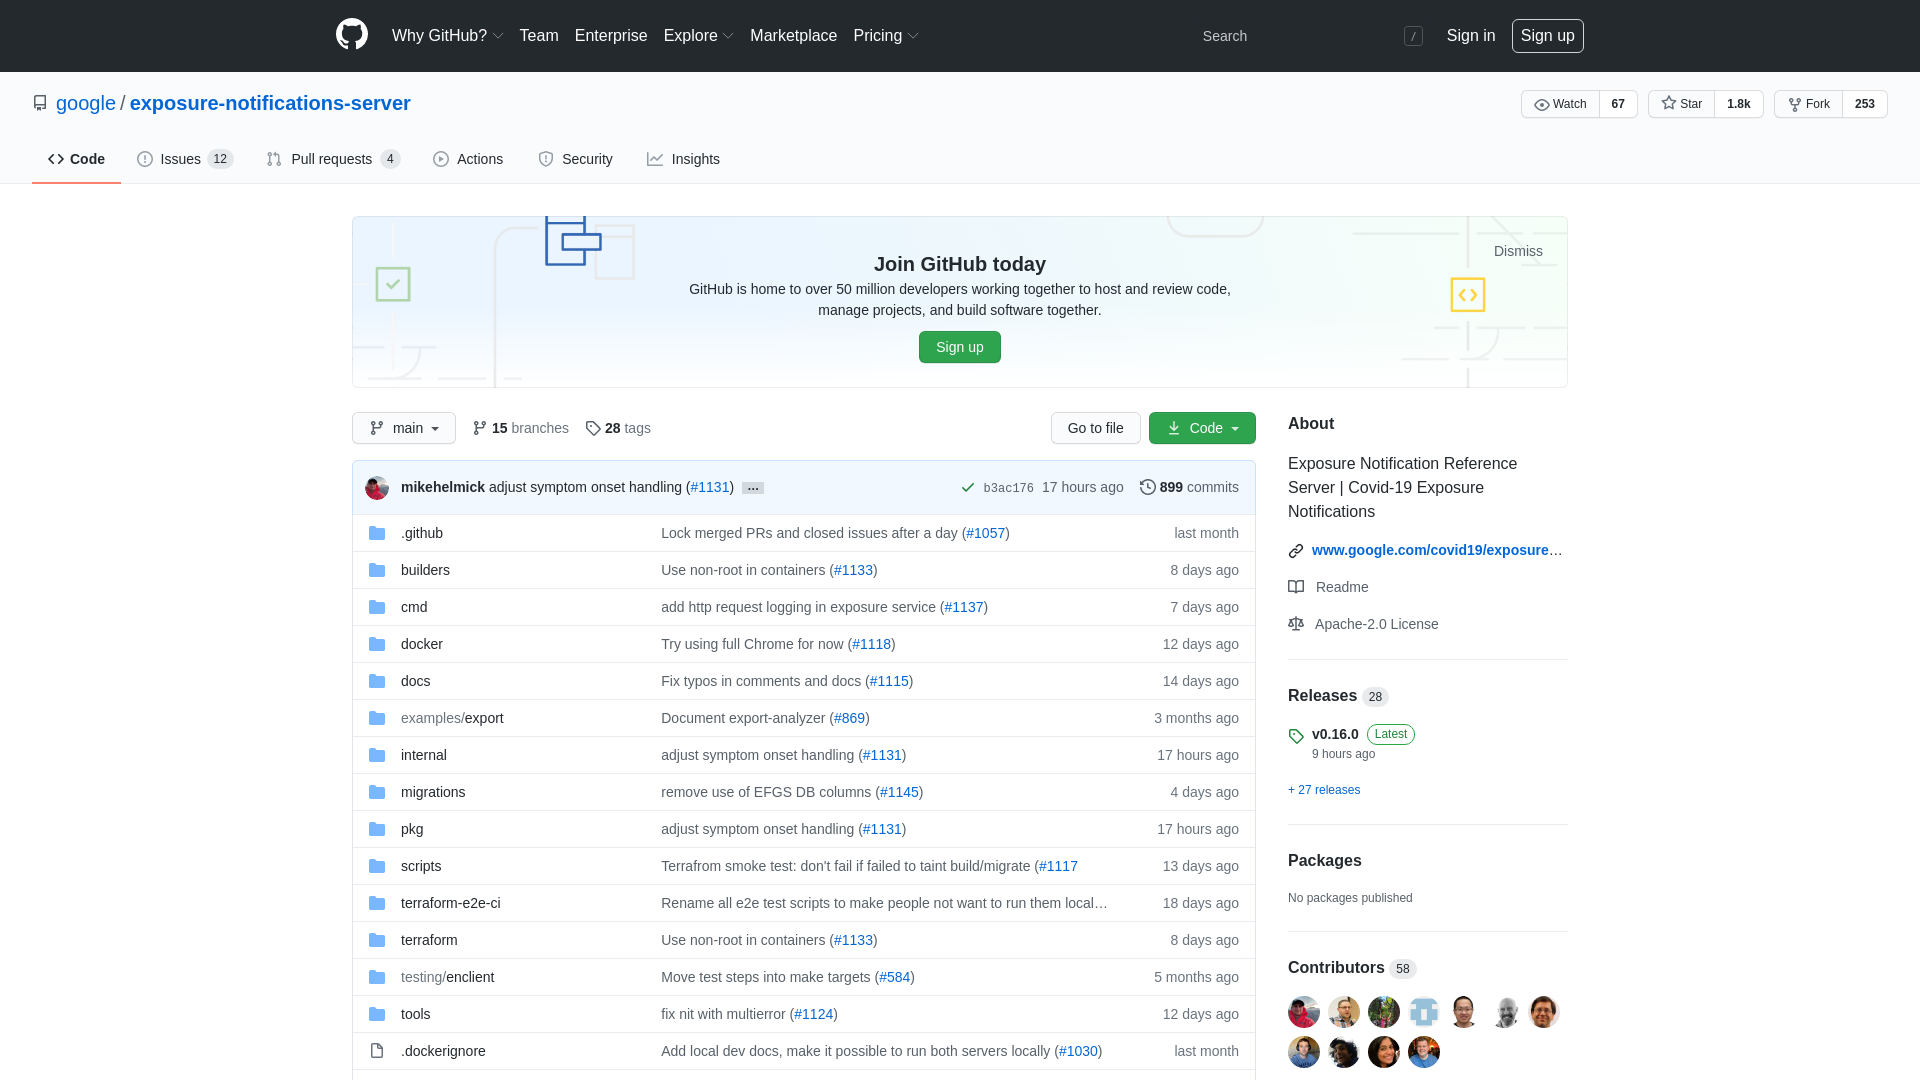 Why GitHub? Team Enterprise Explore Marketplace Pricing Search / Sign in Sign up
google / exposure-notifications-server Watch 67 Star 1.8k Fork 253
Code Issues 12 Pull requests 4 Actions Security Insights
Dismiss
Join GitHub today
GitHub is home to over 50 million developers working together to host and review code,
manage projects, and build software together.
Sign up
main 15 branches 28 tags Go to file Code
mikehelmick adjust symptom onset handling (#1131) … b3ac176 17 hours ago 899 commits
.github Lock merged PRs and closed issues after a day (#1057) last month
builders Use non-root in containers (#1133) 8 days ago
cmd add http request logging in exposure service (#1137) 7 days ago
docker Try using full Chrome for now (#1118) 12 days ago
docs Fix typos in comments and docs (#1115) 14 days ago
examples/export Document export-analyzer (#869) 3 months ago
internal adjust symptom onset handling (#1131) 17 hours ago
migrations remove use of EFGS DB columns (#1145) 4 days ago
pkg adjust symptom onset handling (#1131) 17 hours ago
scripts Terrafrom smoke test: don't fail if failed to taint build/migrate (#1117 13 days ago
terraform-e2e-ci Rename all e2e test scripts to make people not want to run them local… 18 days ago
terraform Use non-root in containers (#1133) 8 days ago
testing/enclient Move test steps into make targets (#584) 5 months ago
tools fix nit with multierror (#1124) 12 days ago
.dockerignore Add local dev docs, make it possible to run both servers locally (#1030) last month
About
Exposure Notification Reference
Server | Covid-19 Exposure
Notifications
www.google.com/covid19/exposure…
Readme
Apache-2.0 License
Releases 28
v0.16.0 Latest
9 hours ago
+ 27 releases
Packages
No packages published
Contributors 58